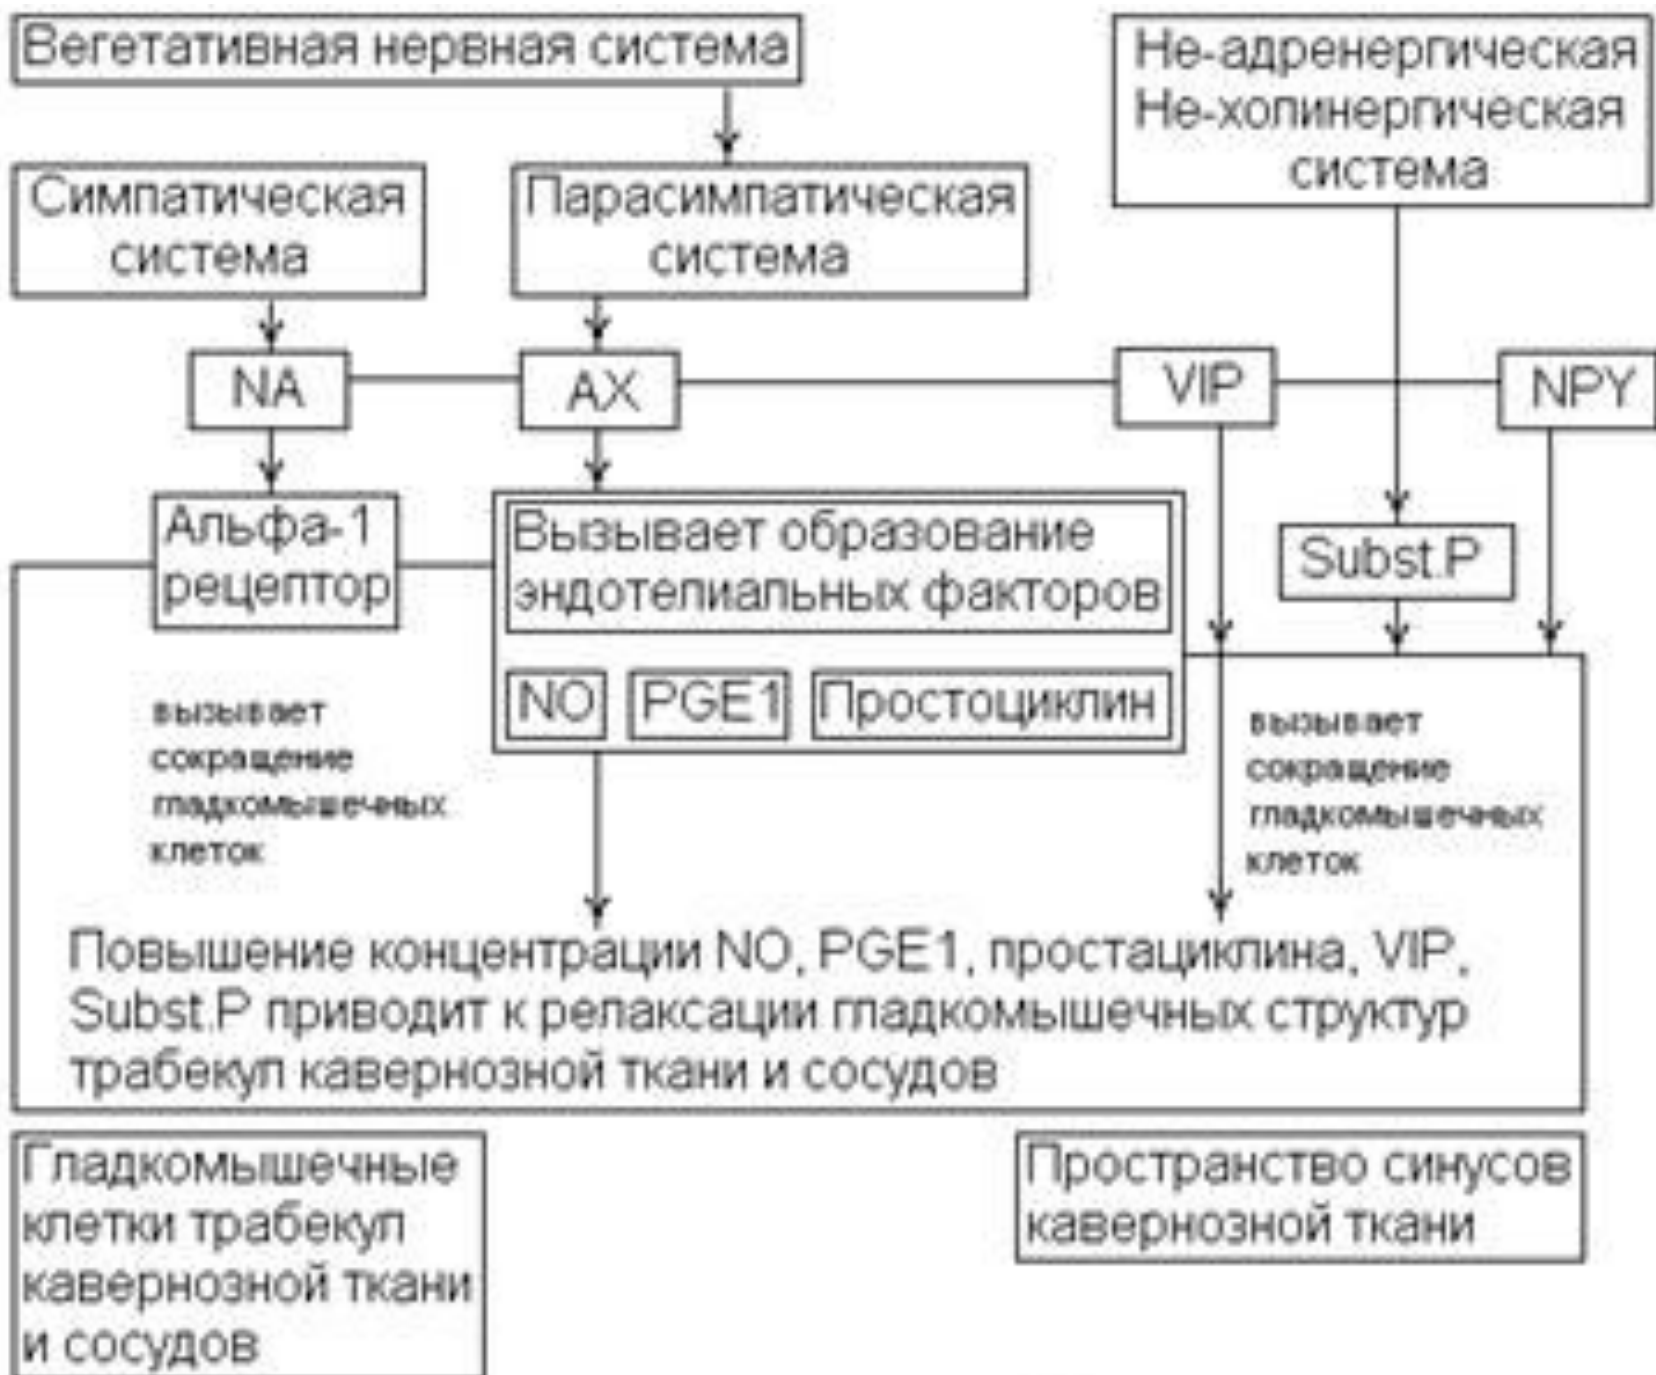 Вегетативная нервная система
Не-адренергическая
Не-холинергическая
система
Симпатическая
система
Парасимпатическая
система
NA
АХ
VIP
NPY
Альфа-1
рецептор
Вызывает образование
эндотелиальных факторов
Subst.P
NO
PGE1
Простоциклин
вызывает
сокращение
гладкомышечных
клеток
вызывает
сокращение
гладкомышечных
клеток
Повышение концентрации NO, PGE1, простациклина, VIP,
Subst.P приводит к релаксации гладкомышечных структур
трабекул кавернозной ткани и сосудов
Гладкомышечные
клетки трабекул
кавернозной ткани
и сосудов
Пространство синусов
кавернозной ткани